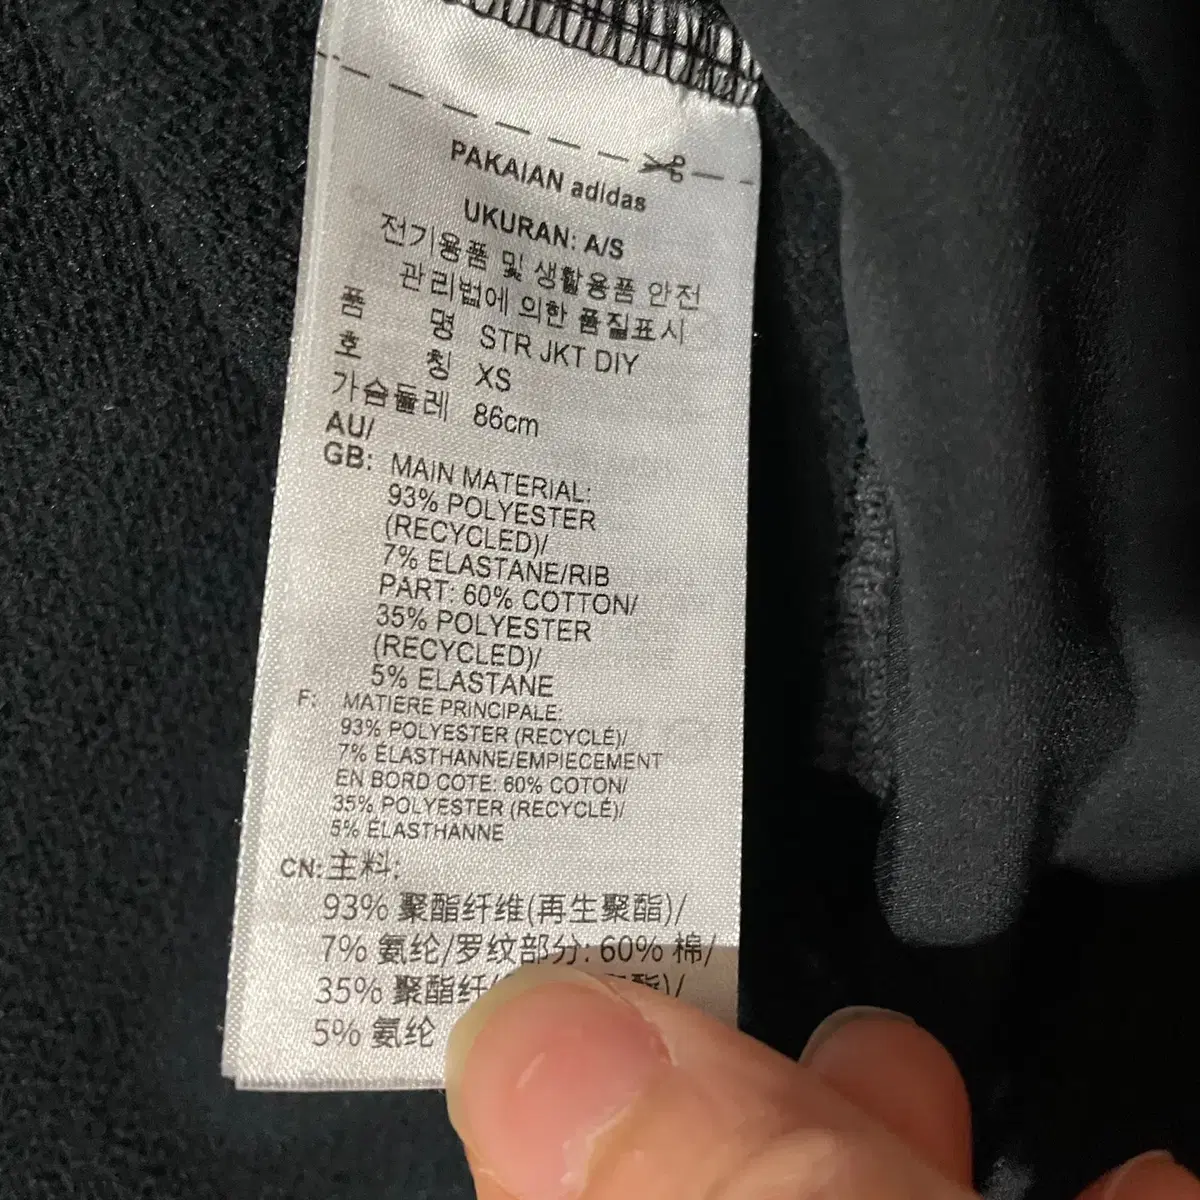 PAKAIAN adidas
UKURAN: A/S
전기용품 및 생활용품 안전
관리법에 의한 품질표시
품 명 STR JKT DIY
호 칭 XS
가슴둘레 86cm
AU/
GB: MAIN MATERIAL:
93% POLYESTER
(RECYCLED)/
7% ELASTANE/RIB
PART: 60% COTTON/
35% POLYESTER
(RECYCLED)/
5% ELASTANE
F: MATIERE PRINCIPALE:
93% POLYESTER (RECYCLÉ)/
7% ÉLASTHANNE/EMPIECEMENT
EN BORD COTE: 60% COTON/
35% POLYESTER (RECYCLÉ)/
5% ÉLASTHANNE
CN: 主料:
93% 聚酯纤维(再生聚酯)/
7% 氨纶/罗纹部分: 60% 棉/
35% 聚酯纤
5% 氨纶